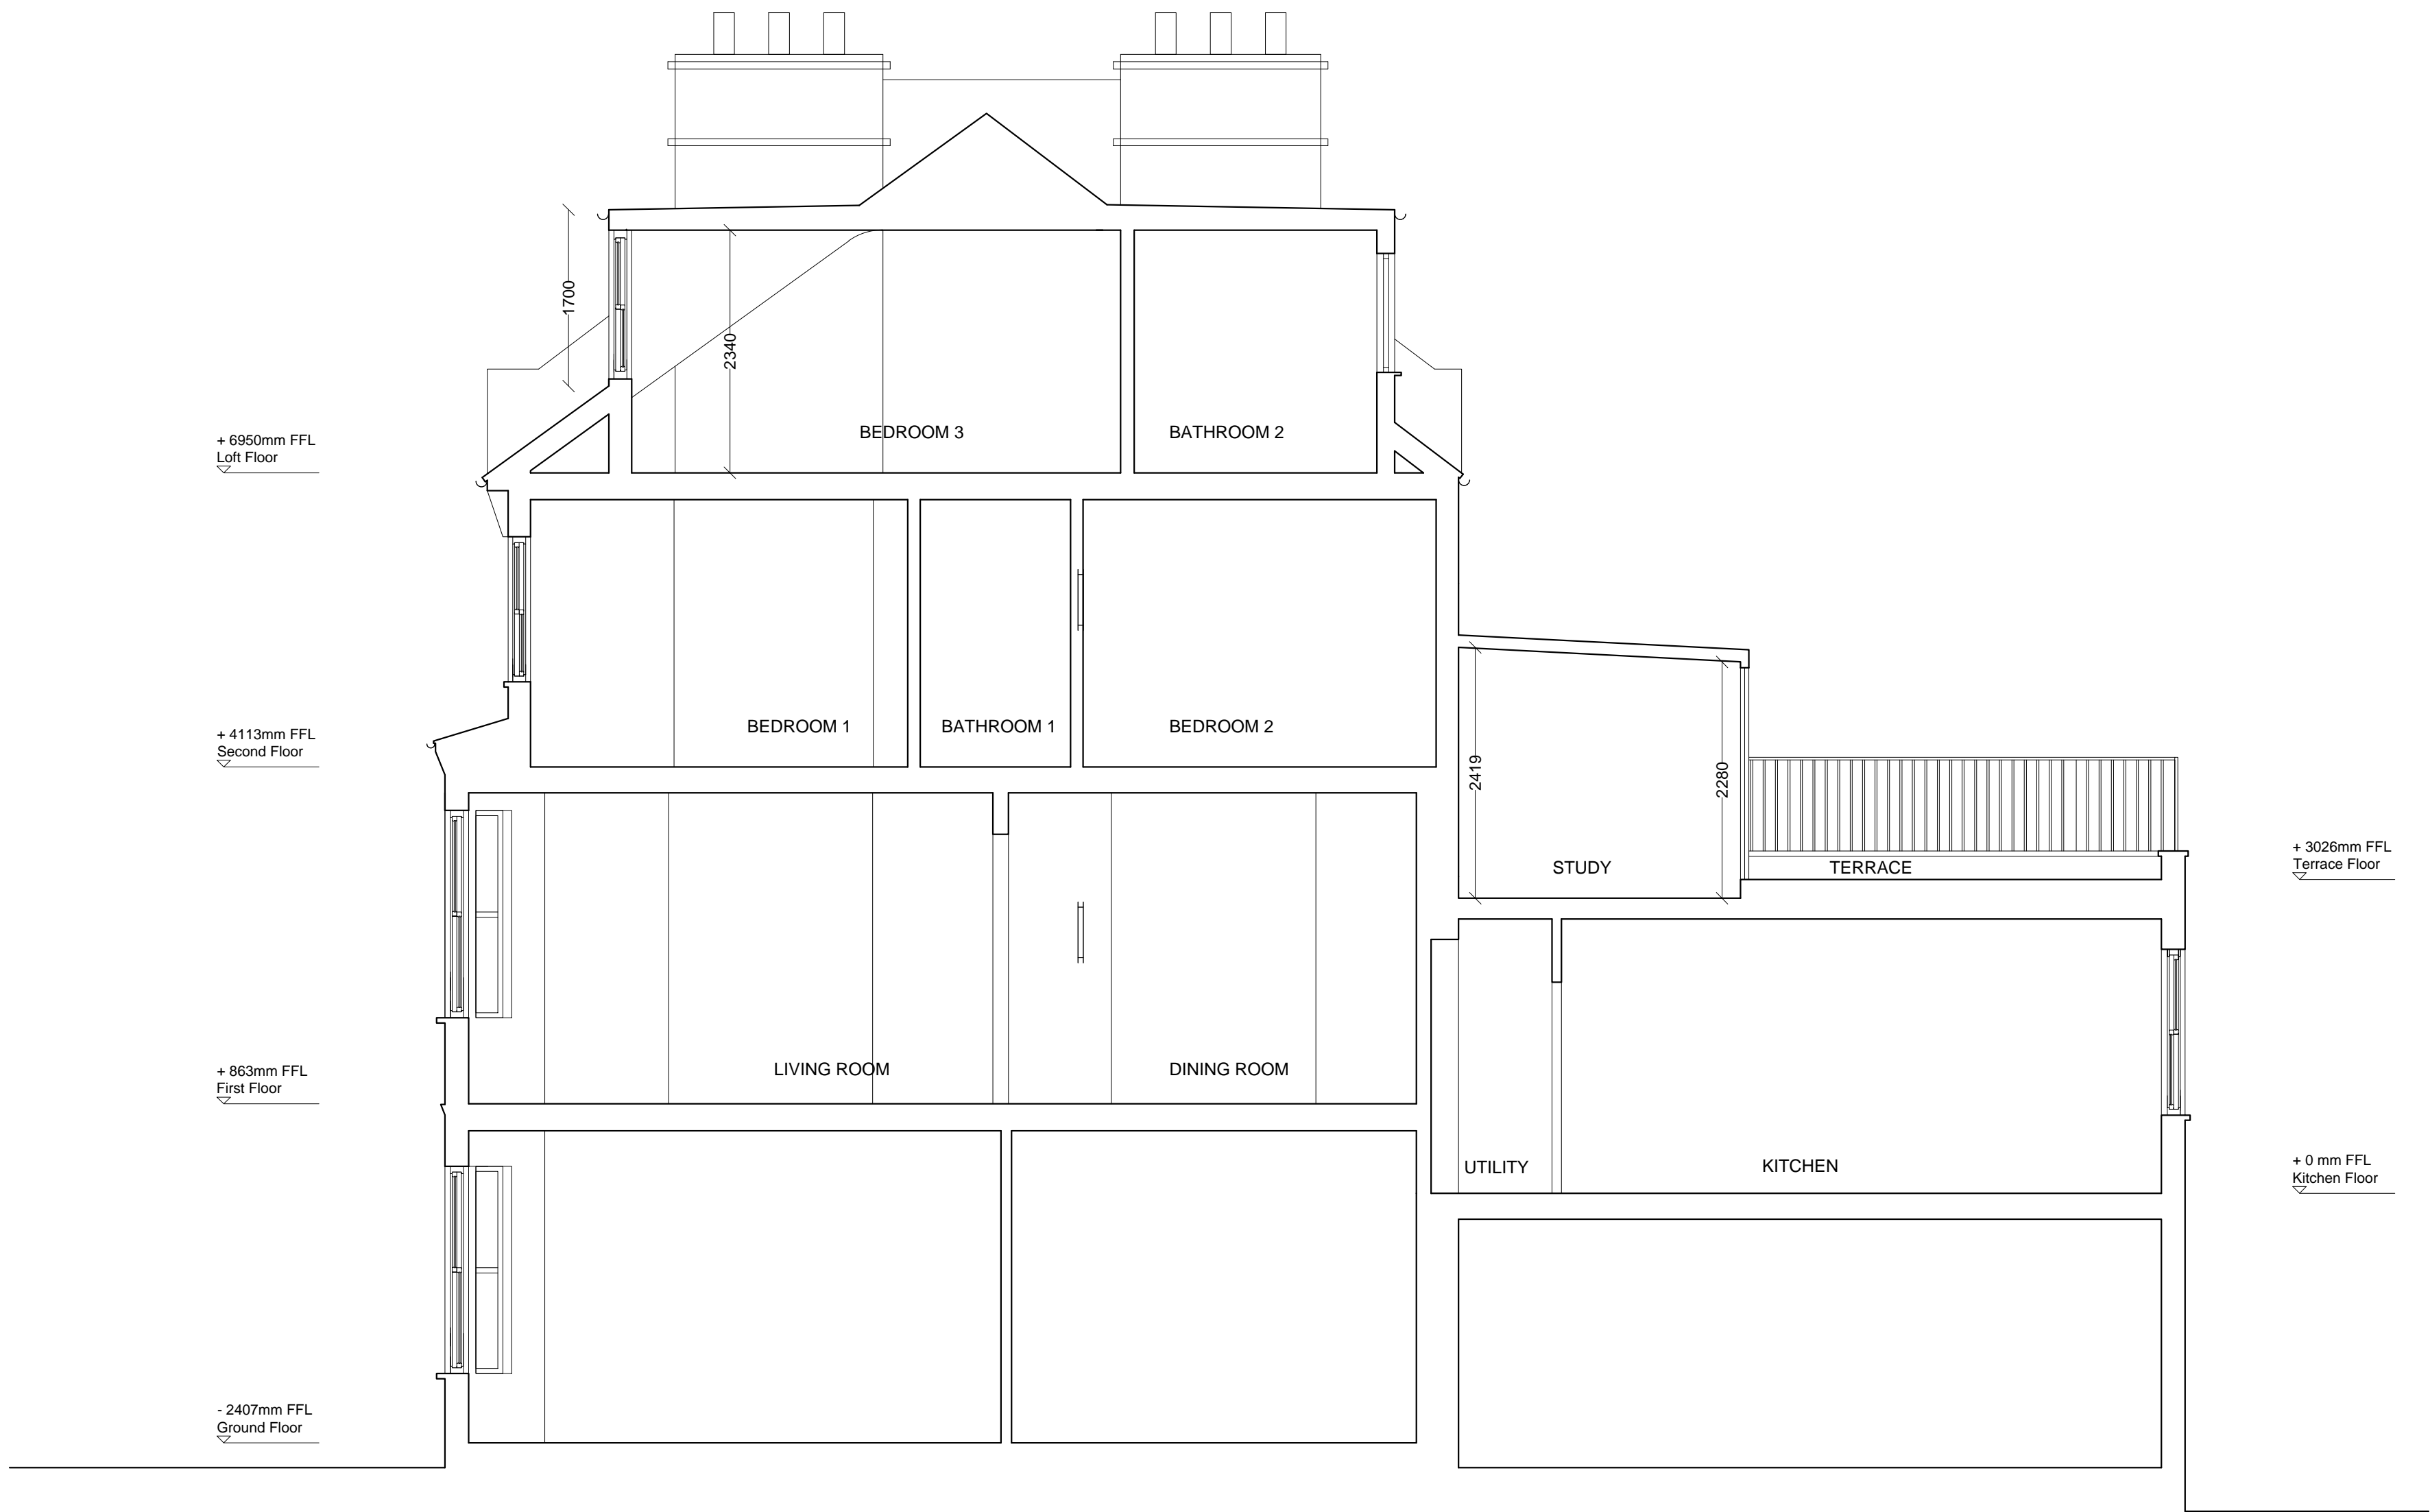 1700
2340
BEDROOM 3
BATHROOM 2
+ 6950mm FFL
Loft Floor
BEDROOM 1
BATHROOM 1
BEDROOM 2
+ 4113mm FFL
Second Floor
2419
2280
STUDY
TERRACE
+ 3026mm FFL
Terrace Floor
LIVING ROOM
DINING ROOM
+ 863mm FFL
First Floor
UTILITY
KITCHEN
+ 0 mm FFL
Kitchen Floor
- 2407mm FFL
Ground Floor